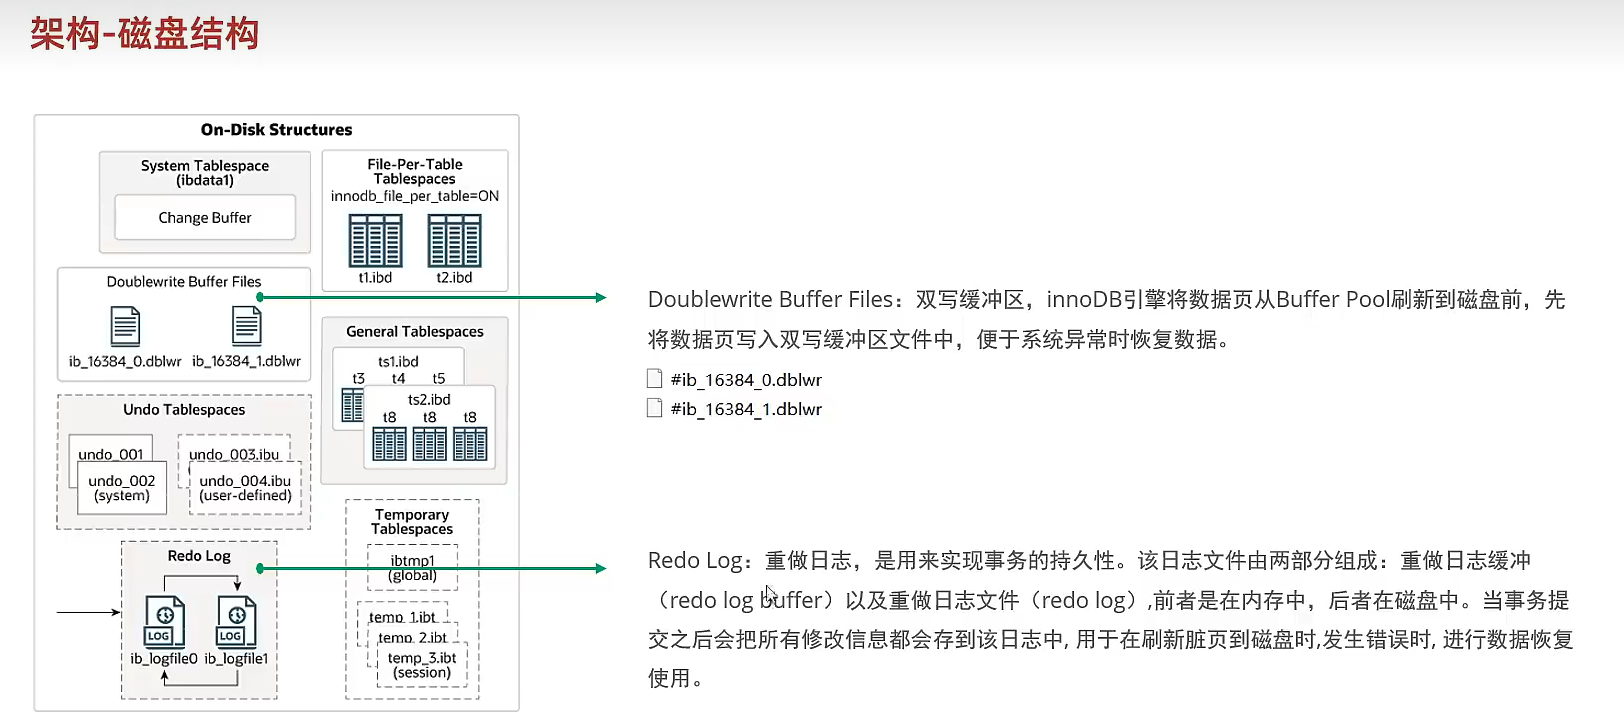 架构-磁盘结构
On-Disk Structures
System Tablespace
(ibdata1)
Change Buffer
File-Per-Table
Tablespaces
innodb_file_per_table=ON
t1.ibd
t2.ibd
Doublewrite Buffer Files
ib_16384_0.dblwr
ib_16384_1.dblwr
General Tablespaces
ts1.ibd
t3
t4
t5
ts2.ibd
t8
t8
t8
Undo Tablespaces
undo_001
undo_002
(system)
undo_003.ibu
undo_004.ibu
(user-defined)
Temporary
Tablespaces
ibtmp1
(global)
temp_1.ibt
temp_2.ibt
temp_3.ibt
(session)
Redo Log
LOG
LOG
ib_logfile0
ib_logfile1
Doublewrite Buffer Files：双写缓冲区，innoDB引擎将数据页从Buffer Pool刷新到磁盘前，先
将数据页写入双写缓冲区文件中，便于系统异常时恢复数据。
#ib_16384_0.dblwr
#ib_16384_1.dblwr
Redo Log：重做日志，是用来实现事务的持久性。该日志文件由两部分组成：重做日志缓冲
（redo log buffer）以及重做日志文件（redo log）,前者是在内存中，后者在磁盘中。当事务提
交之后会把所有修改信息都会存到该日志中, 用于在刷新脏页到磁盘时,发生错误时, 进行数据恢复
使用。